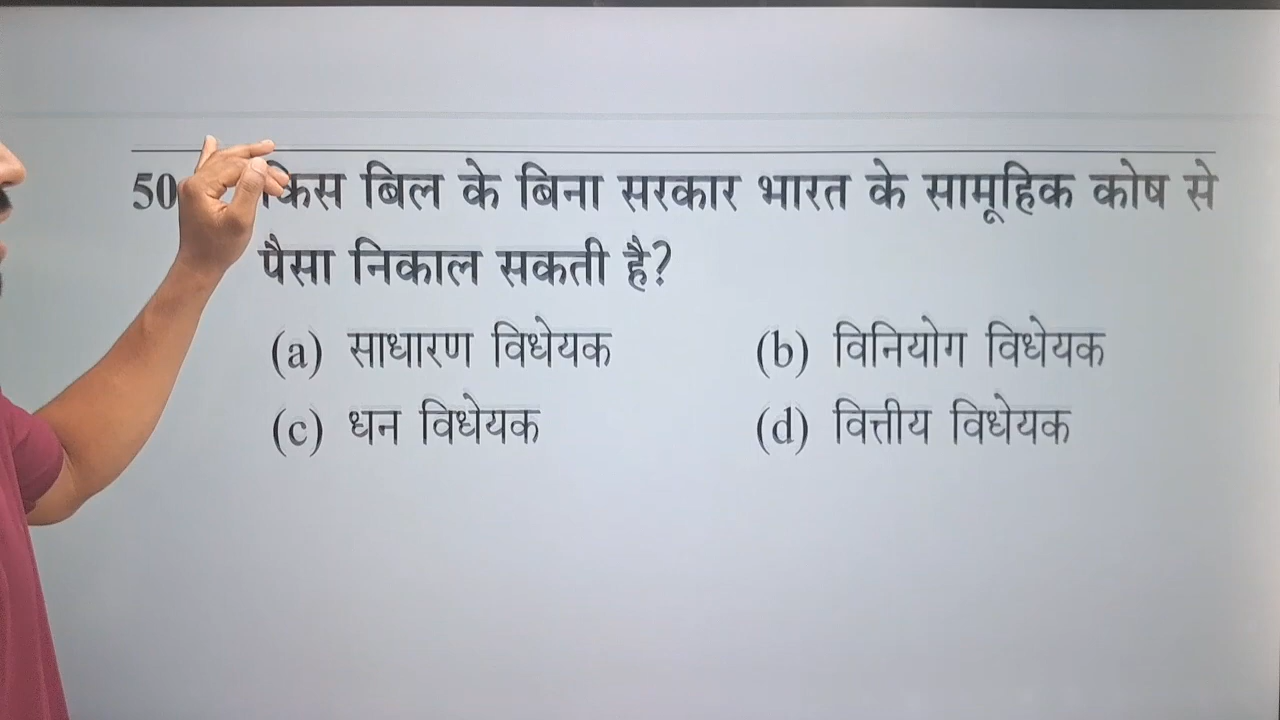 50 किस बिल के बिना सरकार भारत के सामूहिक कोष से
पैसा निकाल सकती है?
(a) साधारण विधेयक (b) विनियोग विधेयक
(c) धन विधेयक (d) वित्तीय विधेयक